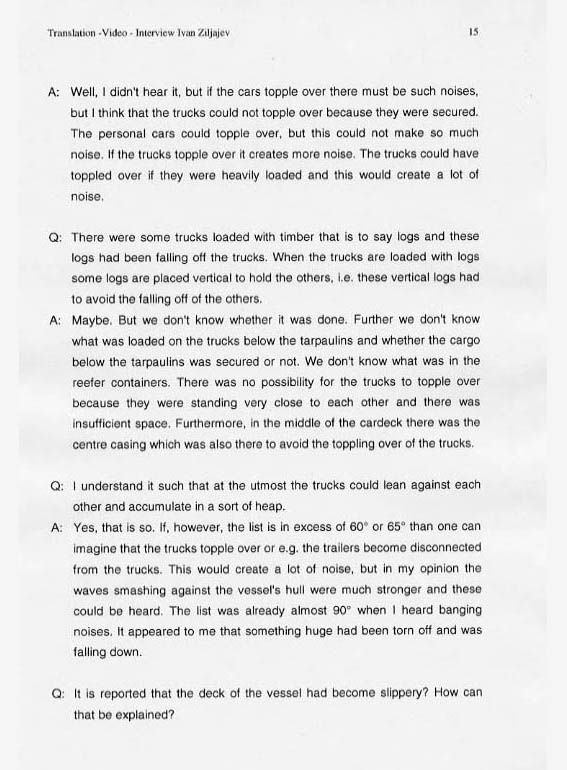 Translation -Video - Interview Ivan Ziljajev 15
A: Well, I didn't hear it, but if the cars topple over there must be such noises,
but I think that the trucks could not topple over because they were secured.
The personal cars could topple over, but this could not make so much
noise. If the trucks topple over it creates more noise. The trucks could have
toppled over if they were heavily loaded and this would create a lot of
noise.
Q: There were some trucks loaded with timber that is to say logs and these
logs had been falling off the trucks. When the trucks are loaded with logs
some logs are placed vertical to hold the others, i.e. these vertical logs had
to avoid the falling off of the others.
A: Maybe. But we don't know whether it was done. Further we don't know
what was loaded on the trucks below the tarpaulins and whether the cargo
below the tarpaulins was secured or not. We don't know what was in the
reefer containers. There was no possibility for the trucks to topple over
because they were standing very close to each other and there was
insufficient space. Furthermore, in the middle of the cardeck there was the
centre casing which was also there to avoid the toppling over of the trucks.
Q: I understand it such that at the utmost the trucks could lean against each
other and accumulate in a sort of heap.
A: Yes, that is so. If, however, the list is in excess of 60° or 65° than one can
imagine that the trucks topple over or e.g. the trailers become disconnected
from the trucks. This would create a lot of noise, but in my opinion the
waves smashing against the vessel's hull were much stronger and these
could be heard. The list was already almost 90° when I heard banging
noises. It appeared to me that something huge had been torn off and was
falling down.
Q: It is reported that the deck of the vessel had become slippery? How can
that be explained?